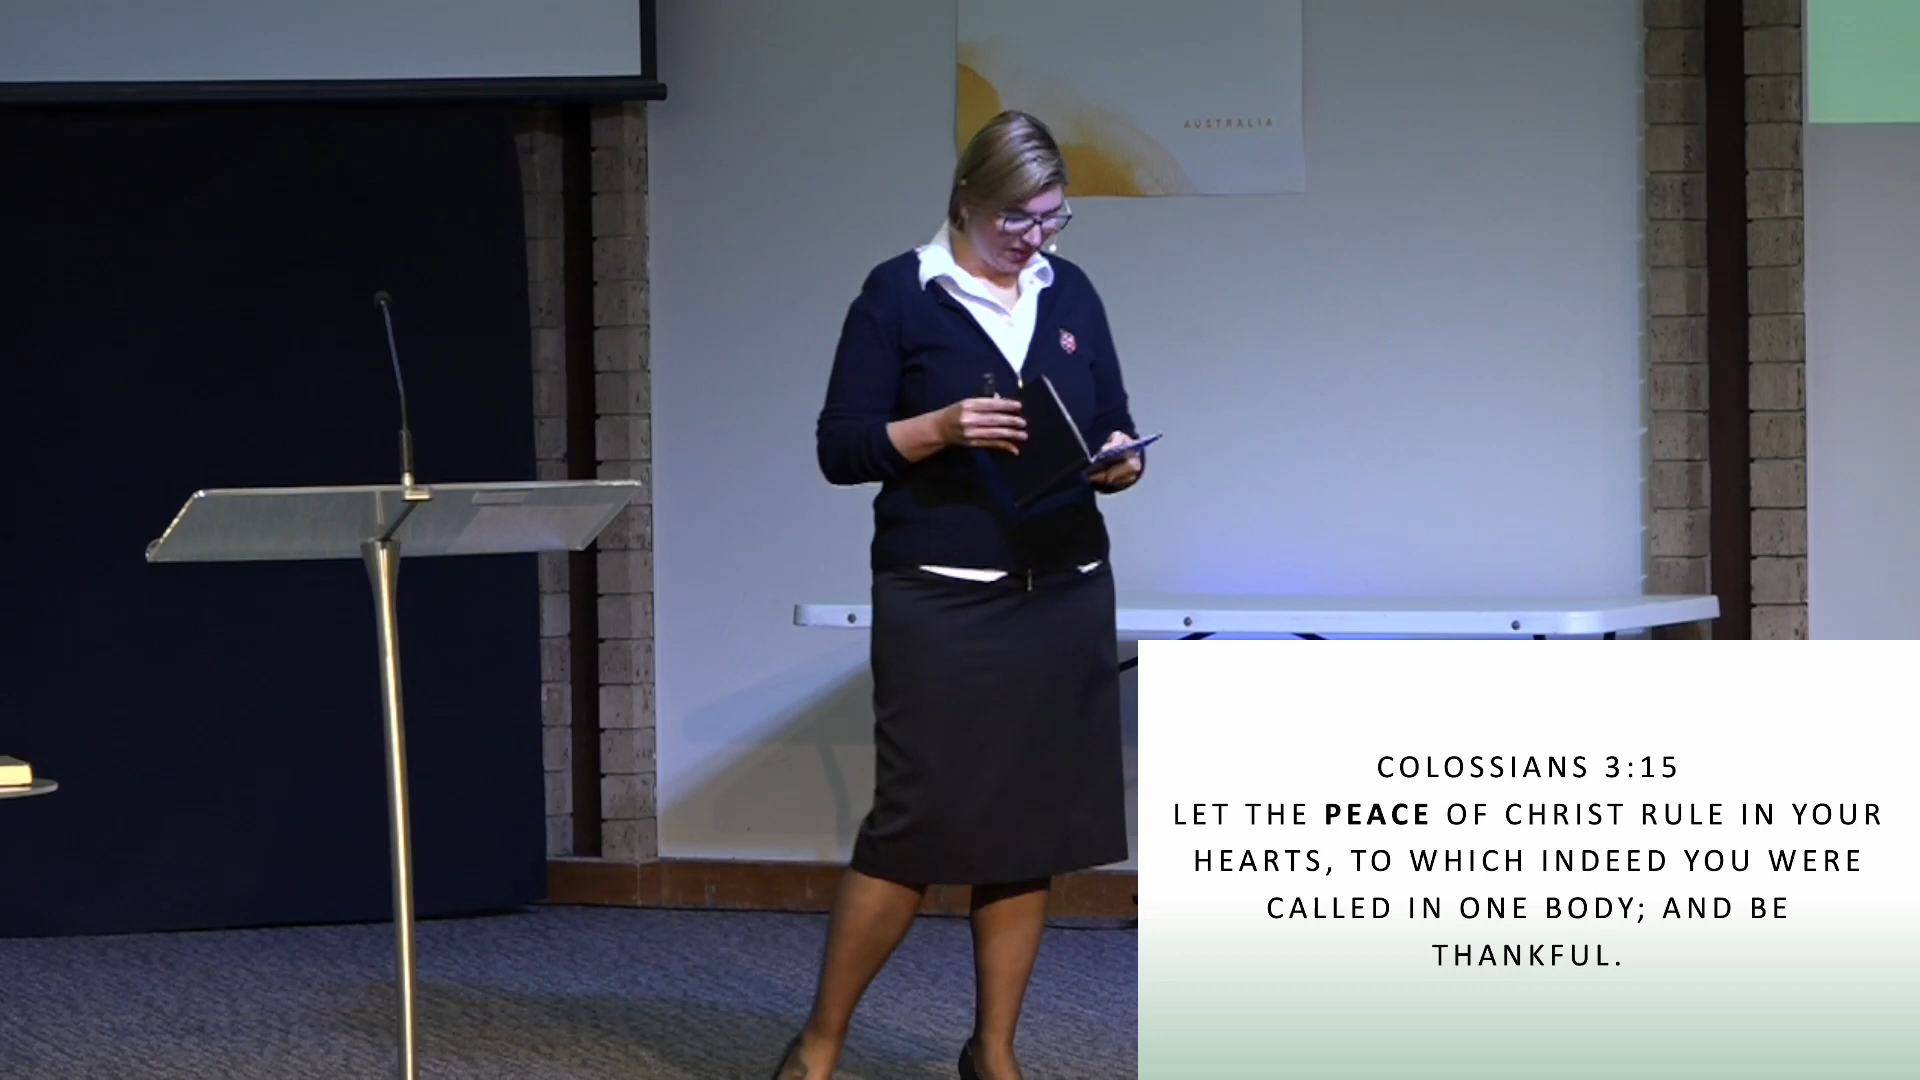 AUSTRALIA
COLOSSIANS 3:15
LET THE PEACE OF CHRIST RULE IN YOUR
HEARTS, TO WHICH INDEED YOU WERE
CALLED IN ONE BODY; AND BE
THANKFUL.